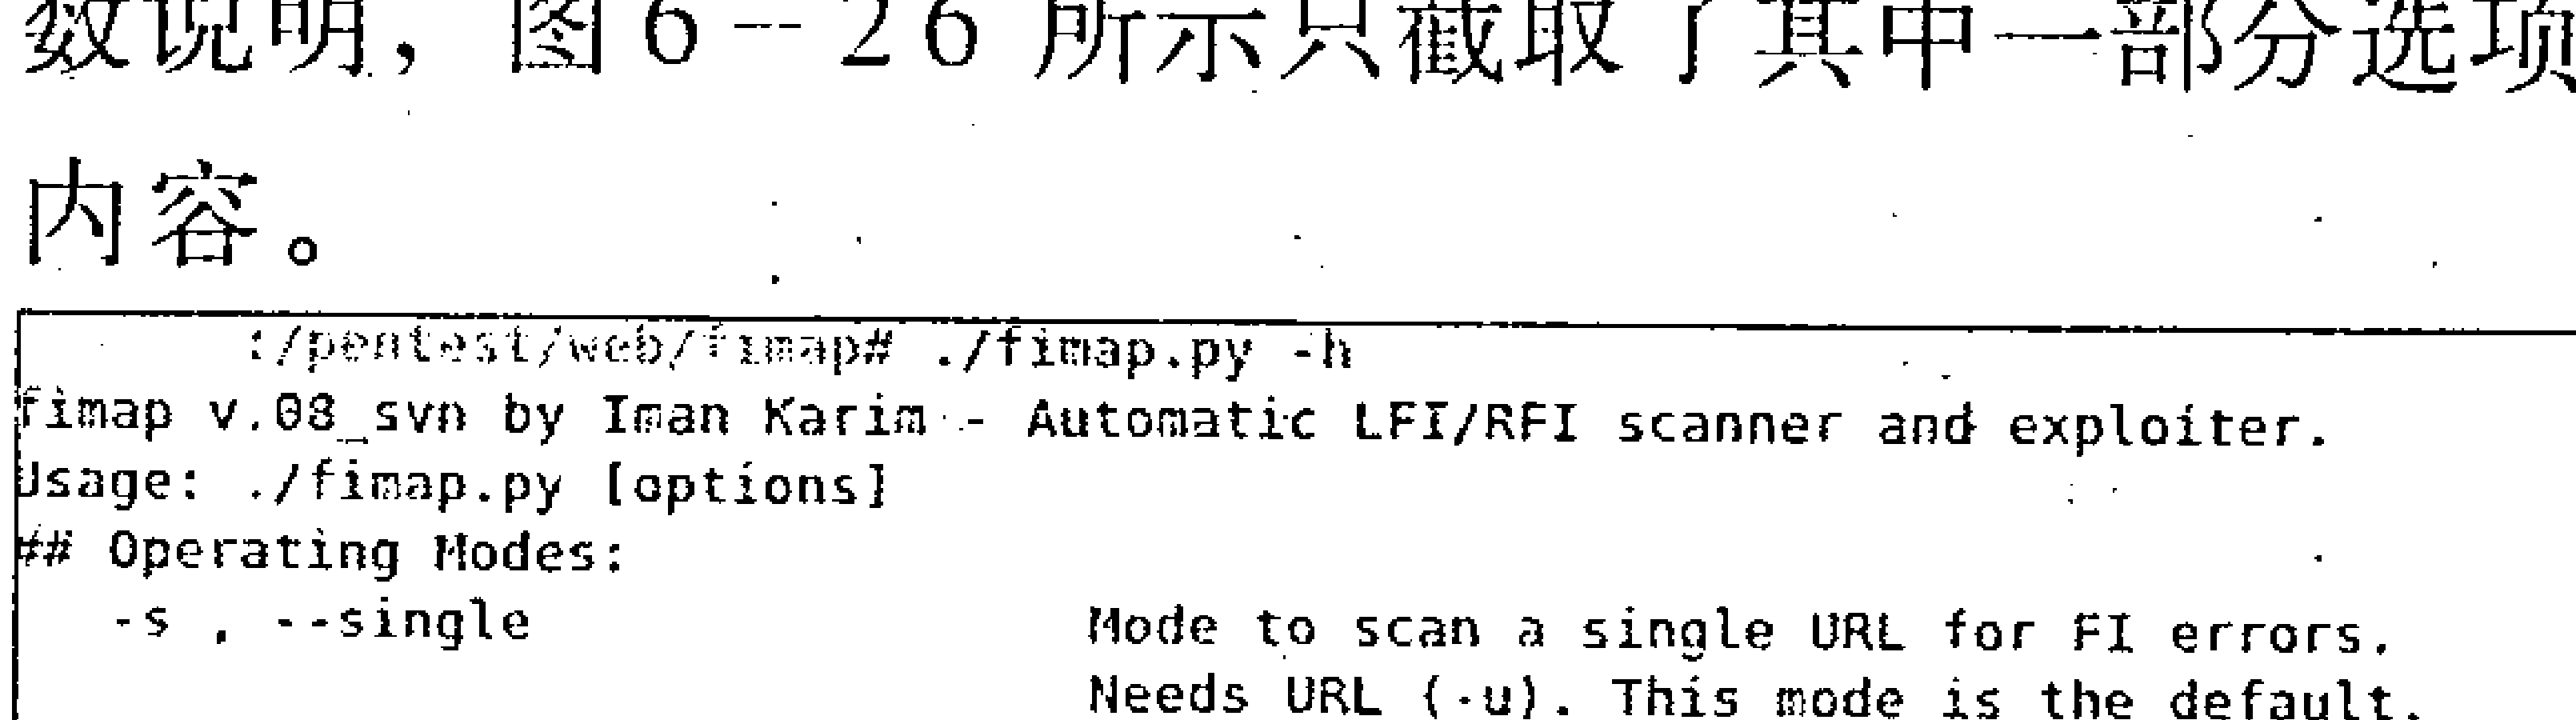 数说明，图6-26 所示只截取了其中一部分选项
内容。
:/pentest/web/fimap# ./fimap.py -h
fimap v.08_svn by Iman Karim - Automatic LFI/RFI scanner and exploiter.
Usage: ./fimap.py [options]
## Operating Modes:
-s , --single Mode to scan a single URL for FI errors.
Needs URL (-u). This mode is the default.